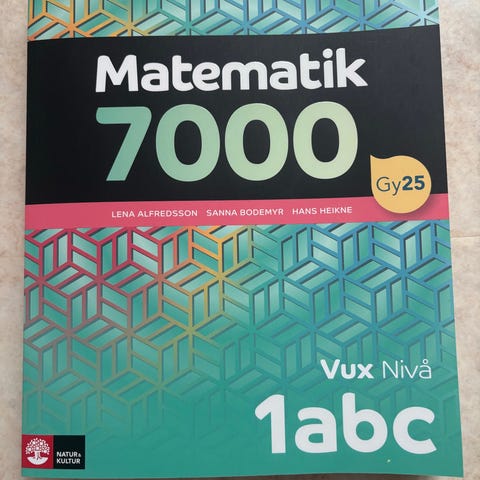 Matematik
7000
Gy25
LENA ALFREDSSON SANNA BODEMYR HANS HEIKNE
Vux Nivå
1abc
NATUR &
KULTUR